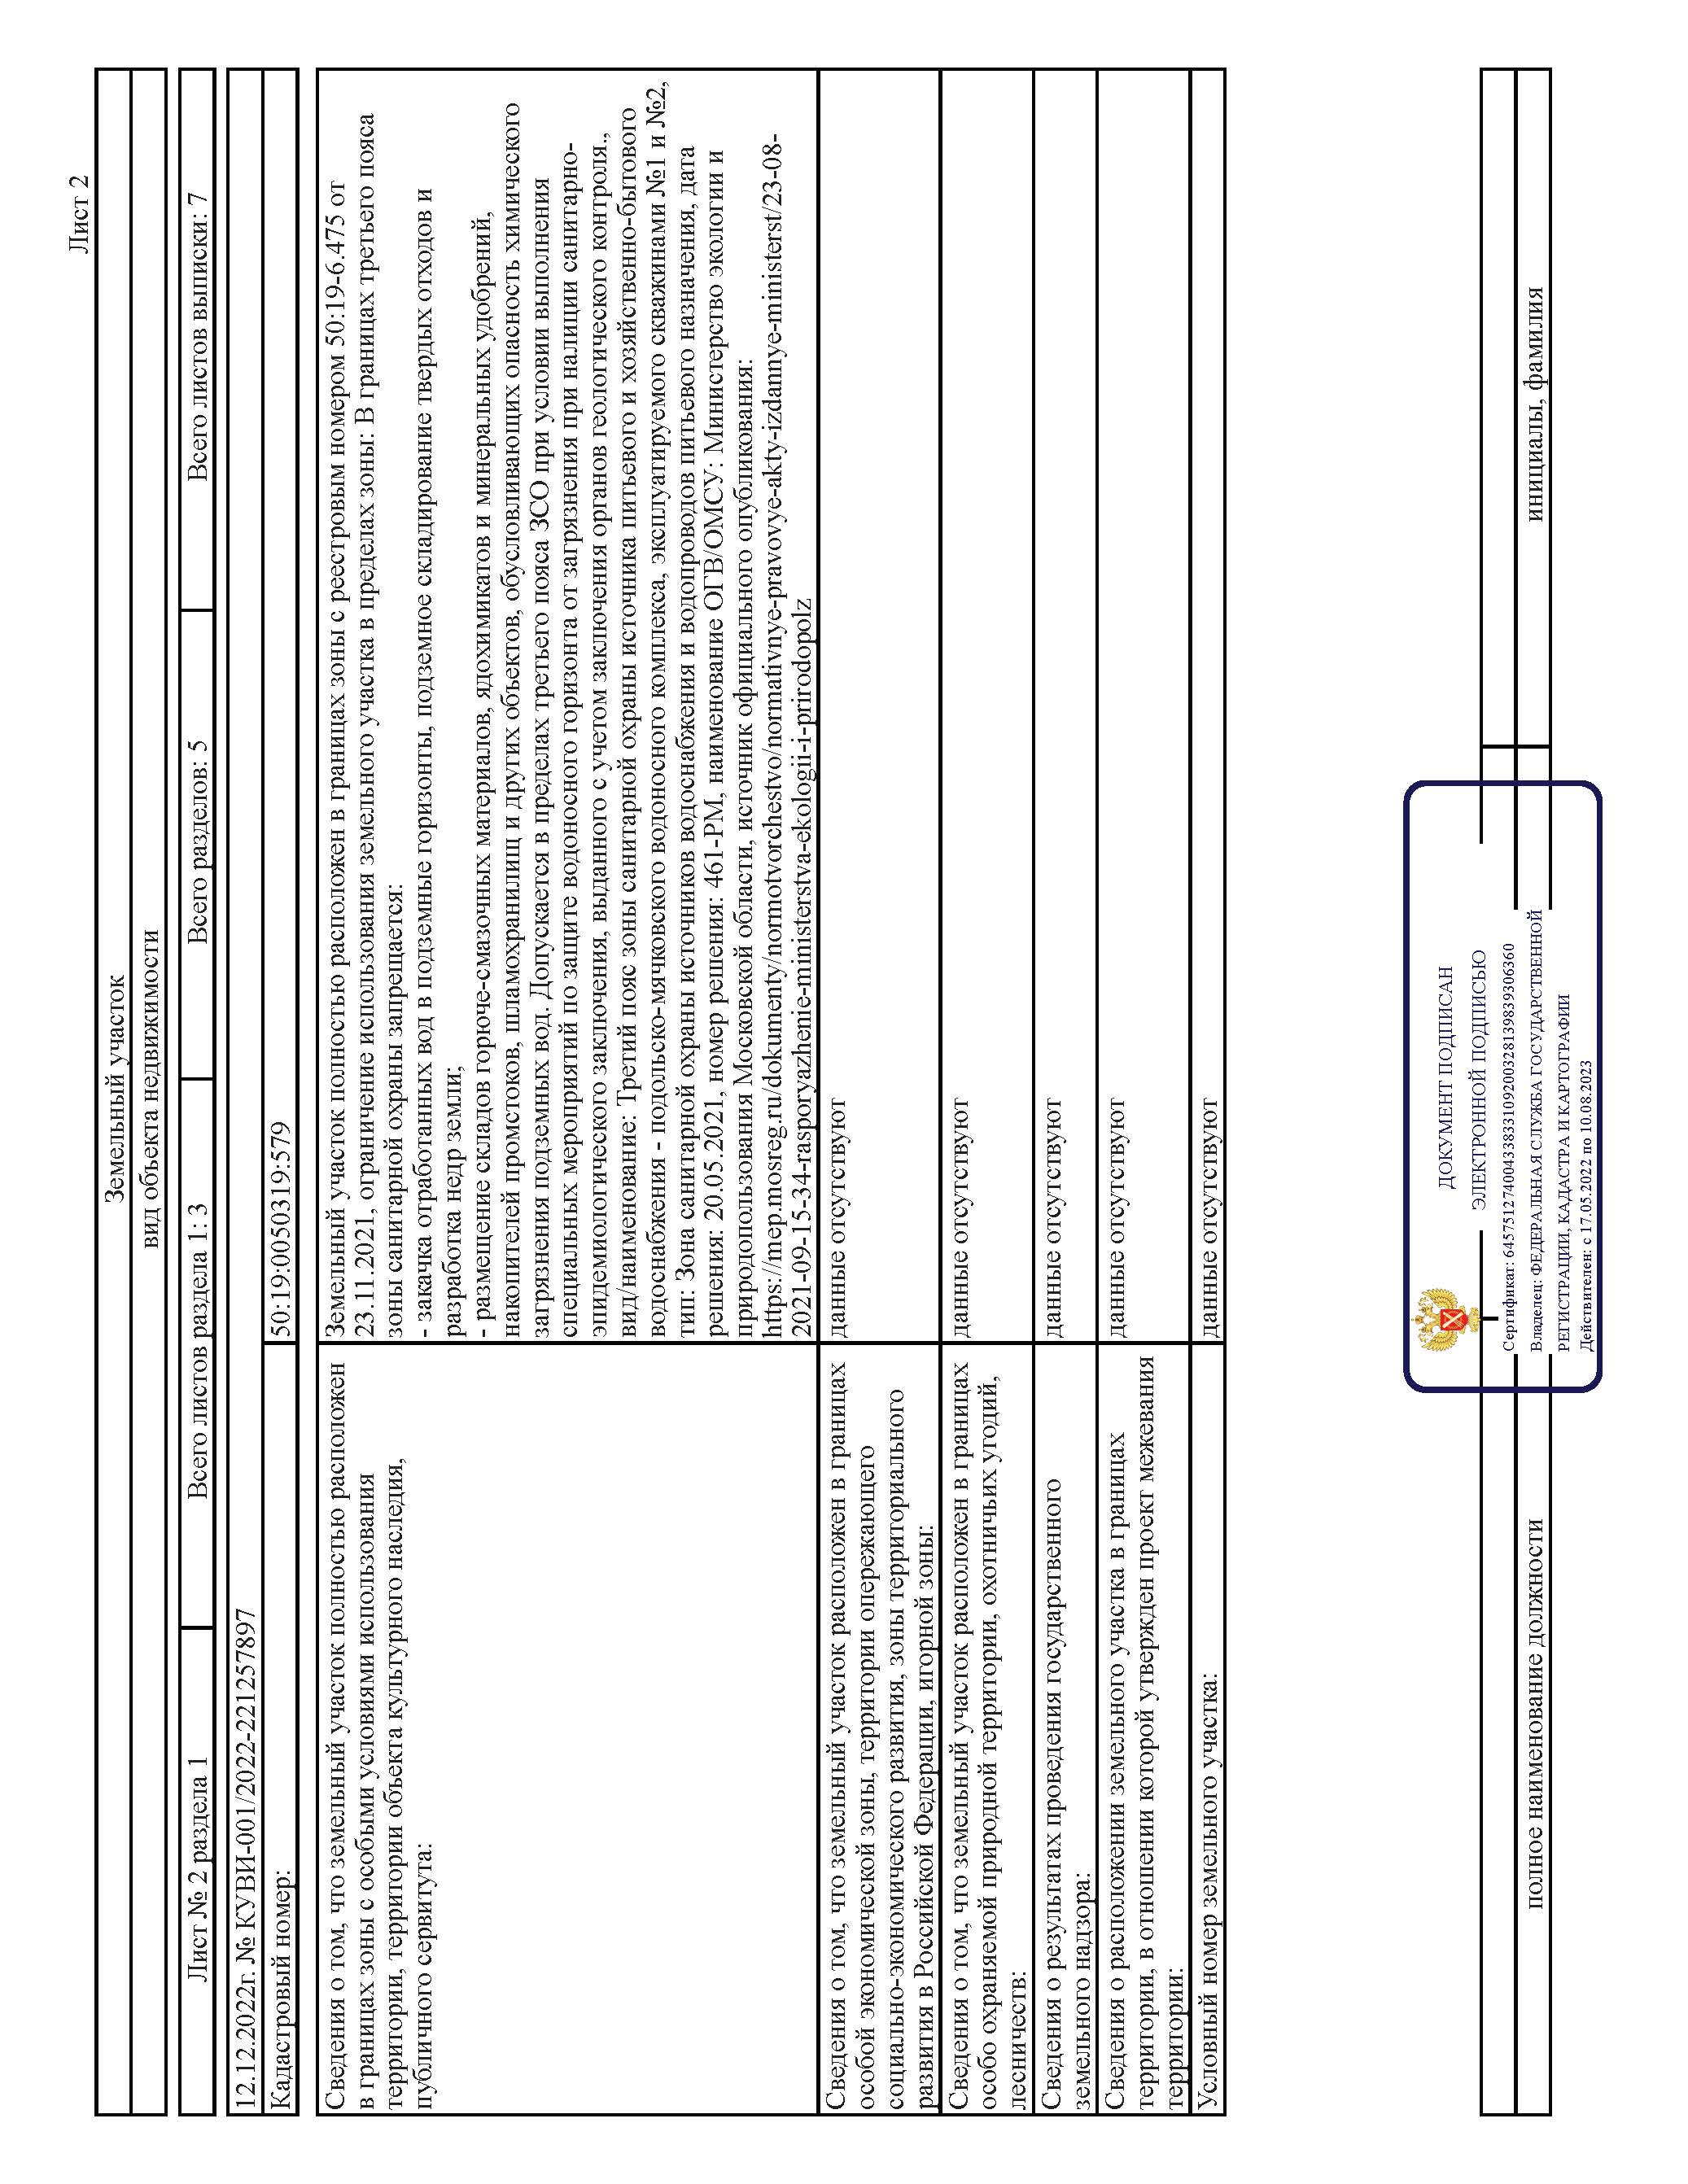 Лист 2
Земельный участок
вид объекта недвижимости
Лист № 2 раздела 1
Всего листов раздела 1: 3
Всего разделов: 5
Всего листов выписки: 7
12.12.2022г. № КУВИ-001/2022-221257897
Кадастровый номер:
50:19:0050319:579
Сведения о том, что земельный участок полностью расположен
в границах зоны с особыми условиями использования
территории, территории объекта культурного наследия,
публичного сервитута:
Земельный участок полностью расположен в границах зоны с реестровым номером 50:19-6.475 от
23.11.2021, ограничение использования земельного участка в пределах зоны: В границах третьего пояса
зоны санитарной охраны запрещается:
- закачка отработанных вод в подземные горизонты, подземное складирование твердых отходов и
разработка недр земли;
- размещение складов горюче-смазочных материалов, ядохимикатов и минеральных удобрений,
накопителей промстоков, шламохранилищ и других объектов, обусловливающих опасность химического
загрязнения подземных вод. Допускается в пределах третьего пояса ЗСО при условии выполнения
специальных мероприятий по защите водоносного горизонта от загрязнения при налиции санитарно-
эпидемиологического заключения, выданного с учетом заключения органов геологического контроля.,
вид/наименование: Третий пояс зоны санитарной охраны источника питьевого и хозяйственно-бытового
водоснабжения - подольско-мячковского водоносного комплекса, эксплуатируемого скважинами №1 и №2,
тип: Зона санитарной охраны источников водоснабжения и водопроводов питьевого назначения, дата
решения: 20.05.2021, номер решения: 461-РМ, наименование ОГВ/ОМСУ: Министерство экологии и
природопользования Московской области, источник официального опубликования:
https://mep.mosreg.ru/dokumenty/normotvorchestvo/normativnye-pravovye-akty-izdannye-ministerst/23-08-
2021-09-15-34-rasporyazhenie-ministerstva-ekologii-i-prirodopolz
Сведения о том, что земельный участок расположен в границах
особой экономической зоны, территории опережающего
социально-экономического развития, зоны территориального
развития в Российской Федерации, игорной зоны:
данные отсутствуют
Сведения о том, что земельный участок расположен в границах
особо охраняемой природной территории, охотничьих угодий,
лесничеств:
данные отсутствуют
Сведения о результатах проведения государственного
земельного надзора:
данные отсутствуют
Сведения о расположении земельного участка в границах
территории, в отношении которой утвержден проект межевания
территории:
данные отсутствуют
Условный номер земельного участка:
данные отсутствуют
ДОКУМЕНТ ПОДПИСАН
ЭЛЕКТРОННОЙ ПОДПИСЬЮ
Сертификат: 64575127400433833109200328139839306360
Владелец: ФЕДЕРАЛЬНАЯ СЛУЖБА ГОСУДАРСТВЕННОЙ
РЕГИСТРАЦИИ, КАДАСТРА И КАРТОГРАФИИ
Действителен: с 17.05.2022 по 10.08.2023
полное наименование должности
инициалы, фамилия